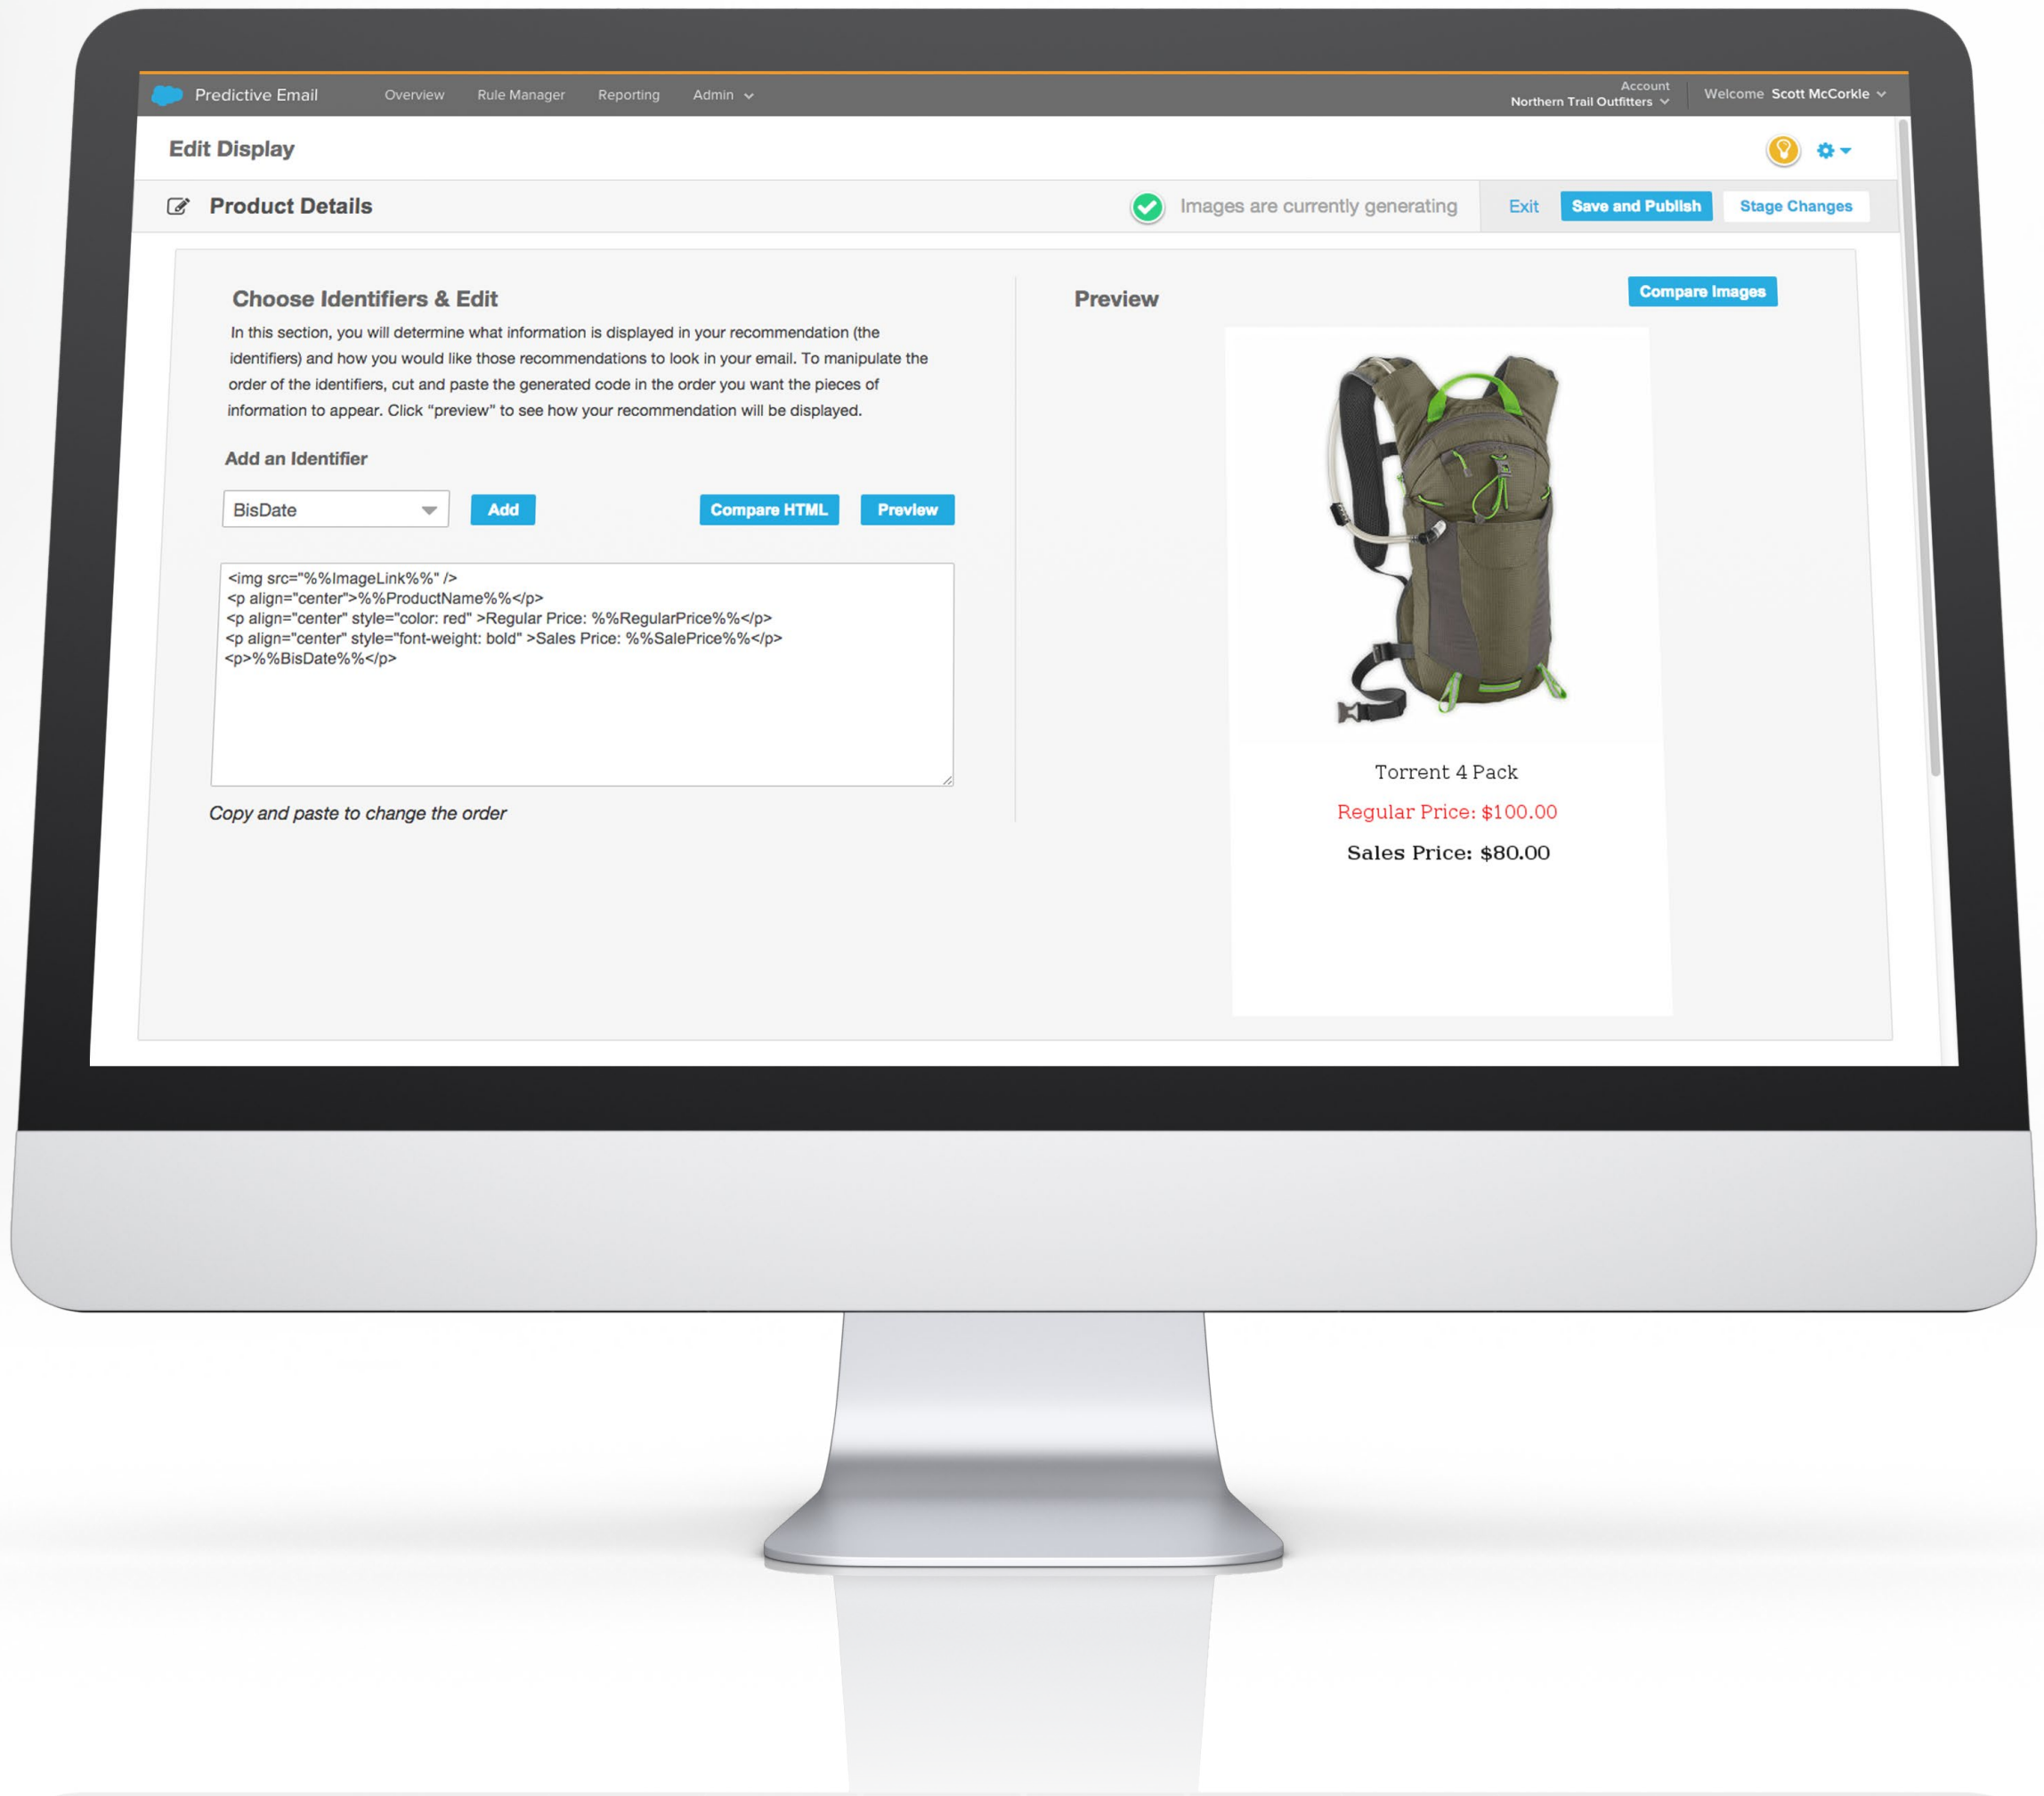 Predictive Email
Overview
Rule Manager
Reporting
Admin
Account
Northern Trail Outfitters
Welcome Scott McCorkle
Edit Display
Product Details
Images are currently generating
Exit
Save and Publish
Stage Changes
Choose Identifiers & Edit
In this section, you will determine what information is displayed in your recommendation (the
identifiers) and how you would like those recommendations to look in your email. To manipulate the
order of the identifiers, cut and paste the generated code in the order you want the pieces of
information to appear. Click "preview" to see how your recommendation will be displayed.
Add an Identifier
BisDate
Add
Compare HTML
Preview
<img src="%%ImageLink%%" />
<p align="center">%%ProductName%%</p>
<p align="center" style="color: red" >Regular Price: %%RegularPrice%%</p>
<p align="center" style="font-weight: bold" >Sales Price: %%SalePrice%%</p>
<p>%%BisDate%%</p>
Copy and paste to change the order
Preview
Compare Images
Torrent 4 Pack
Regular Price: $100.00
Sales Price: $80.00